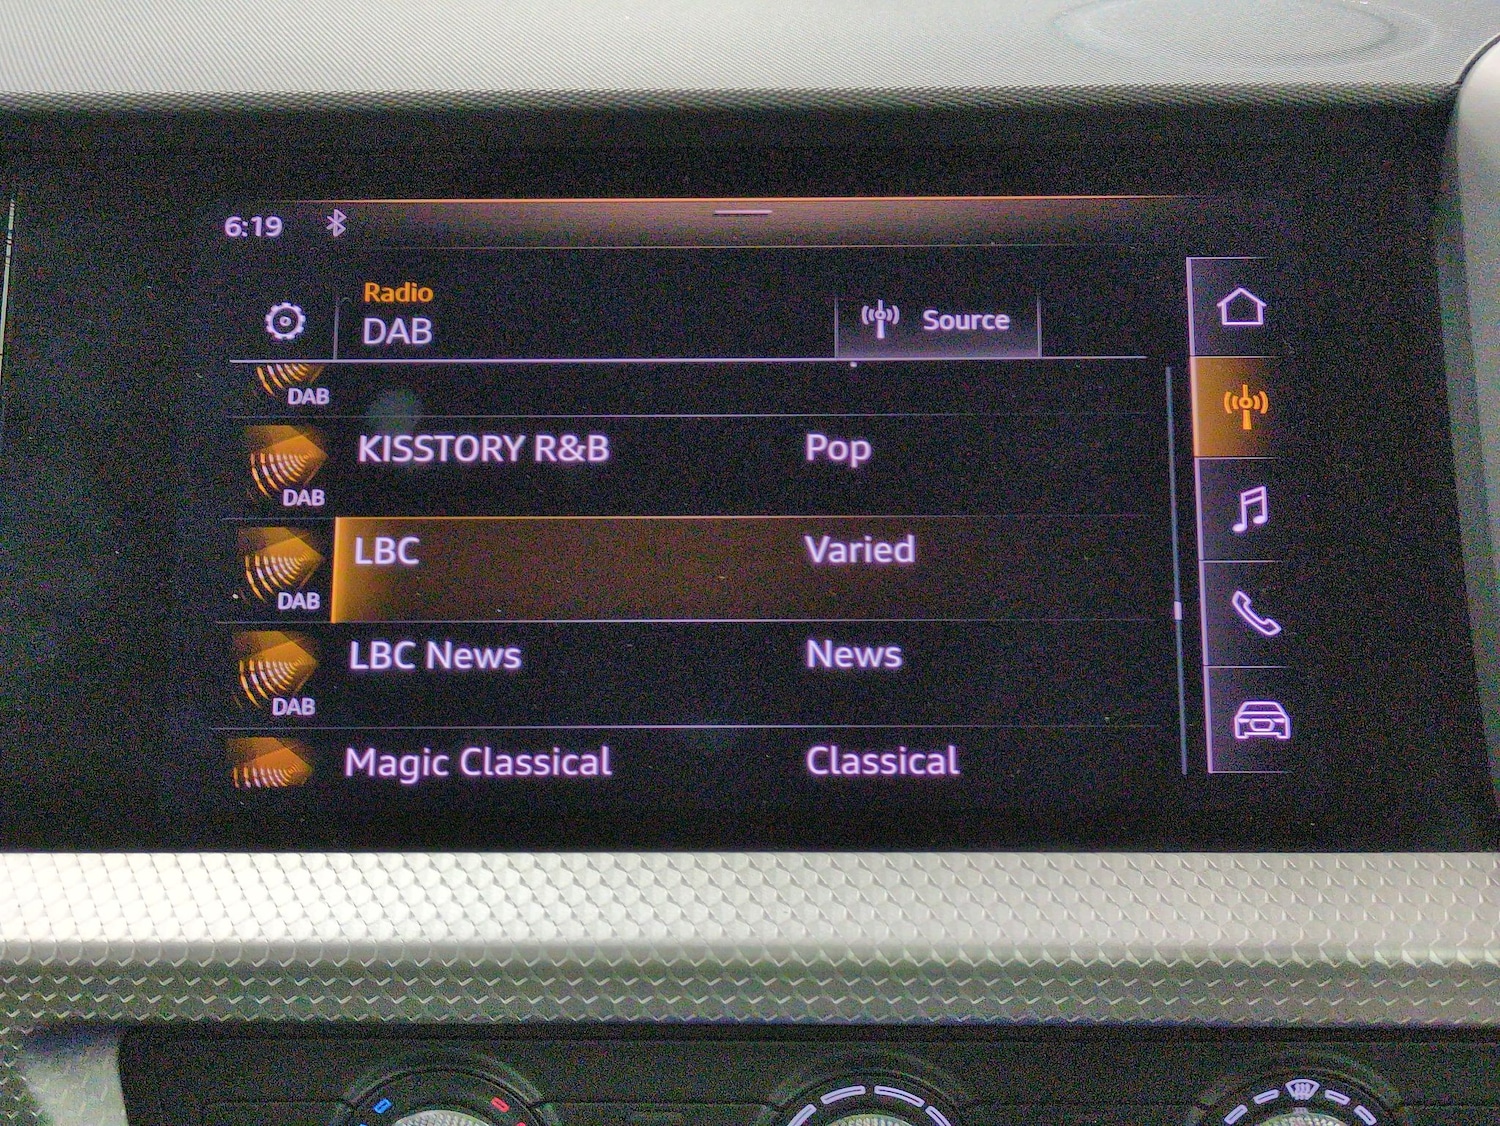 6:19
Radio
DAB
Source
DAB
KISSTORY R&B Pop
DAB
LBC Varied
DAB
LBC News News
DAB
Magic Classical Classical